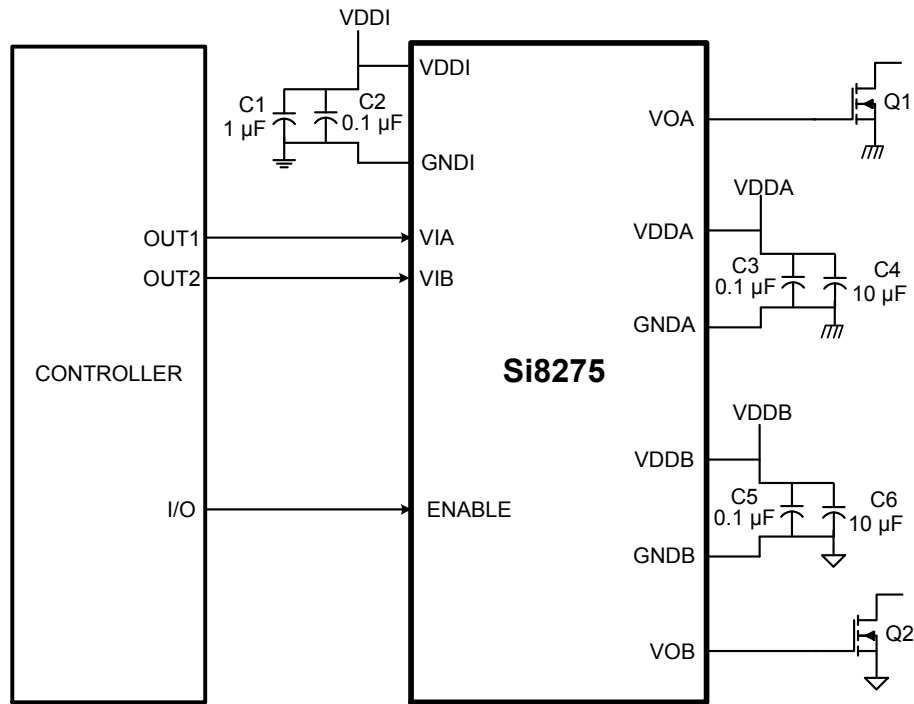 VDDI
VDDI
C1
1 µF
C2
0.1 µF
GNDI
VOA
Q1
VDDA
OUT1
VIA
VDDA
OUT2
VIB
C3
0.1 µF
C4
10 µF
GNDA
CONTROLLER
Si8275
VDDB
VDDB
I/O
ENABLE
C5
0.1 µF
C6
10 µF
GNDB
VOB
Q2